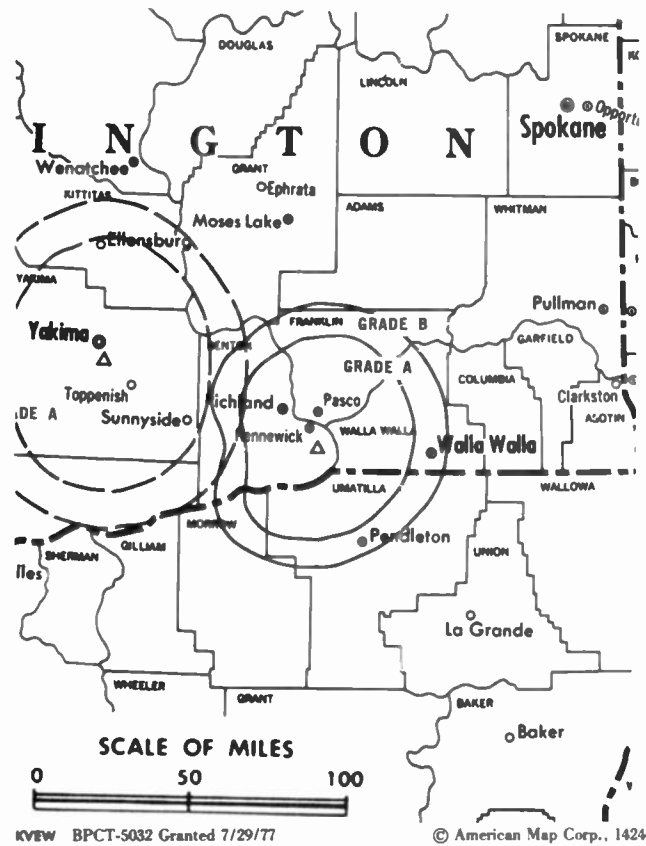 DOUGLAS
SPOKANE
LINCOLN
Spokane
I N G T O N
Wenatchee
GRANT
Ephrata
KITTITAS
Moses Lake
ADAMS
WHITMAN
Ellensburg
YAKIMA
Pullman
FRANKLIN
GRADE B
GARFIELD
Yakima
GRADE A
COLUMBIA
Toppenish
Clarkston
ADE A
Sunnyside
Richland
Pasco
ASOTIN
Kennewick
WALLA WALLA
Walla Walla
UMATILLA
WALLOWA
MORROW
Pendleton
GILLIAM
SHERMAN
UNION
lles
La Grande
WHEELER
GRANT
BAKER
Baker
SCALE OF MILES
0 50 100
KVEW BPCT-5032 Granted 7/29/77
© American Map Corp., 1424